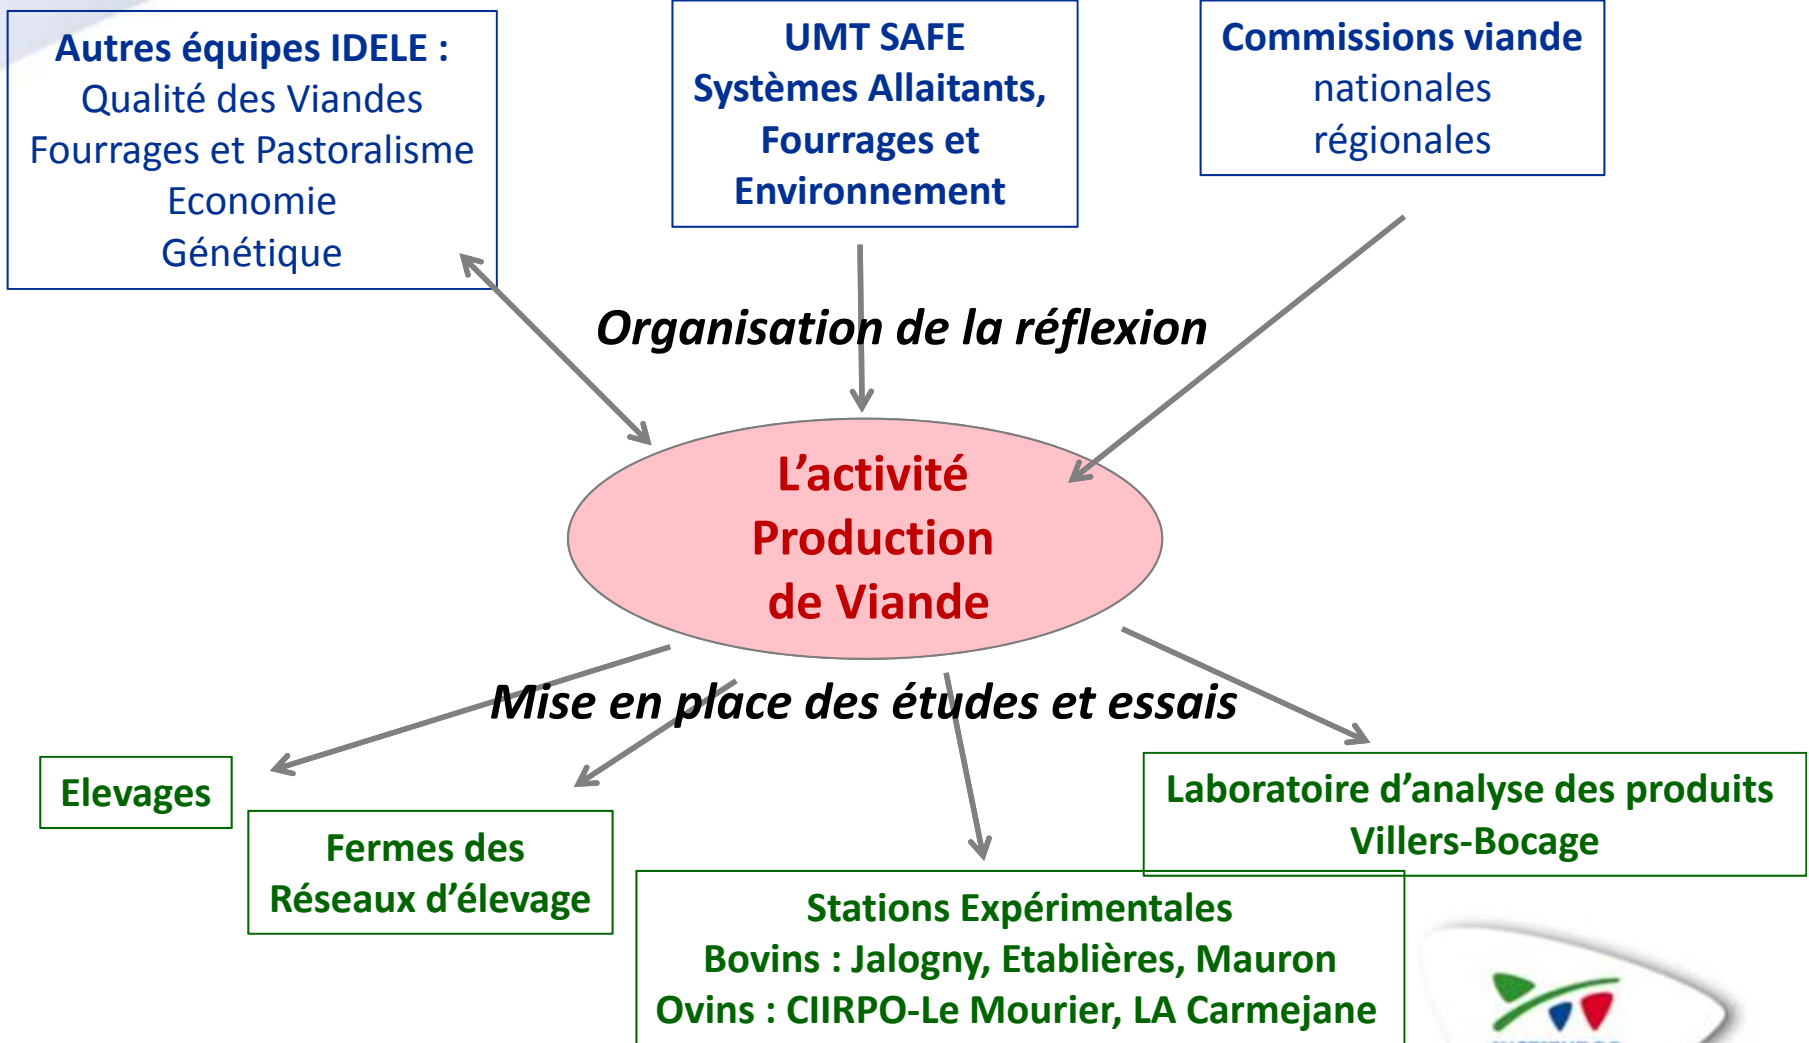 Autres équipes IDELE :
Qualité des Viandes
Fourrages et Pastoralisme
Economie
Génétique
UMT SAFE
Systèmes Allaitants,
Fourrages et
Environnement
Commissions viande
nationales
régionales
Organisation de la réflexion
L’activité
Production
de Viande
Mise en place des études et essais
Elevages
Fermes des
Réseaux d’élevage
Stations Expérimentales
Bovins : Jalogny, Etablières, Mauron
Ovins : CIIRPO-Le Mourier, LA Carmejane
Laboratoire d’analyse des produits
Villers-Bocage